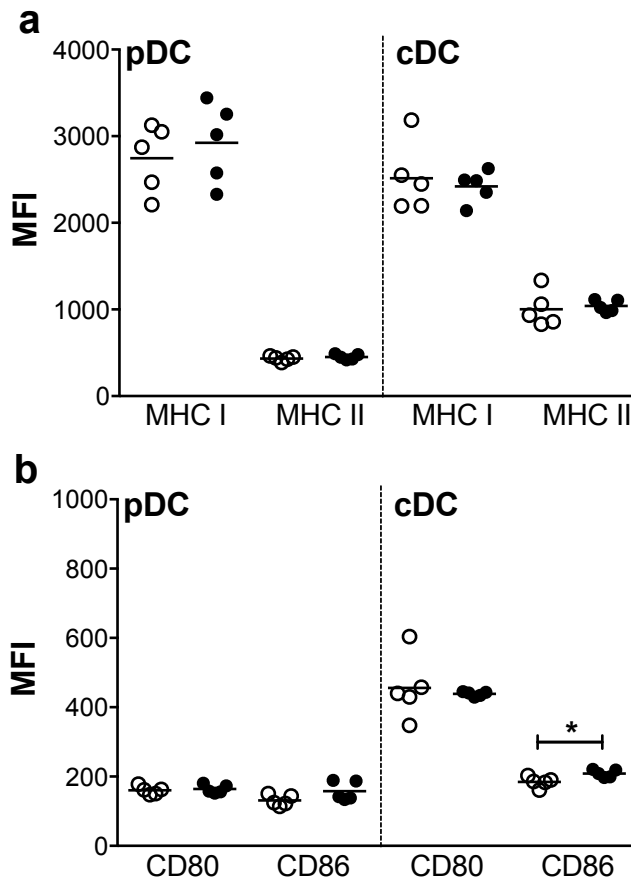 a
pDC cDC
4000
3000
2000
1000
0
MFI
MHC I MHC II MHC I MHC II
b
pDC cDC
1000
800
600
400
200
0
MFI
*
CD80 CD86 CD80 CD86